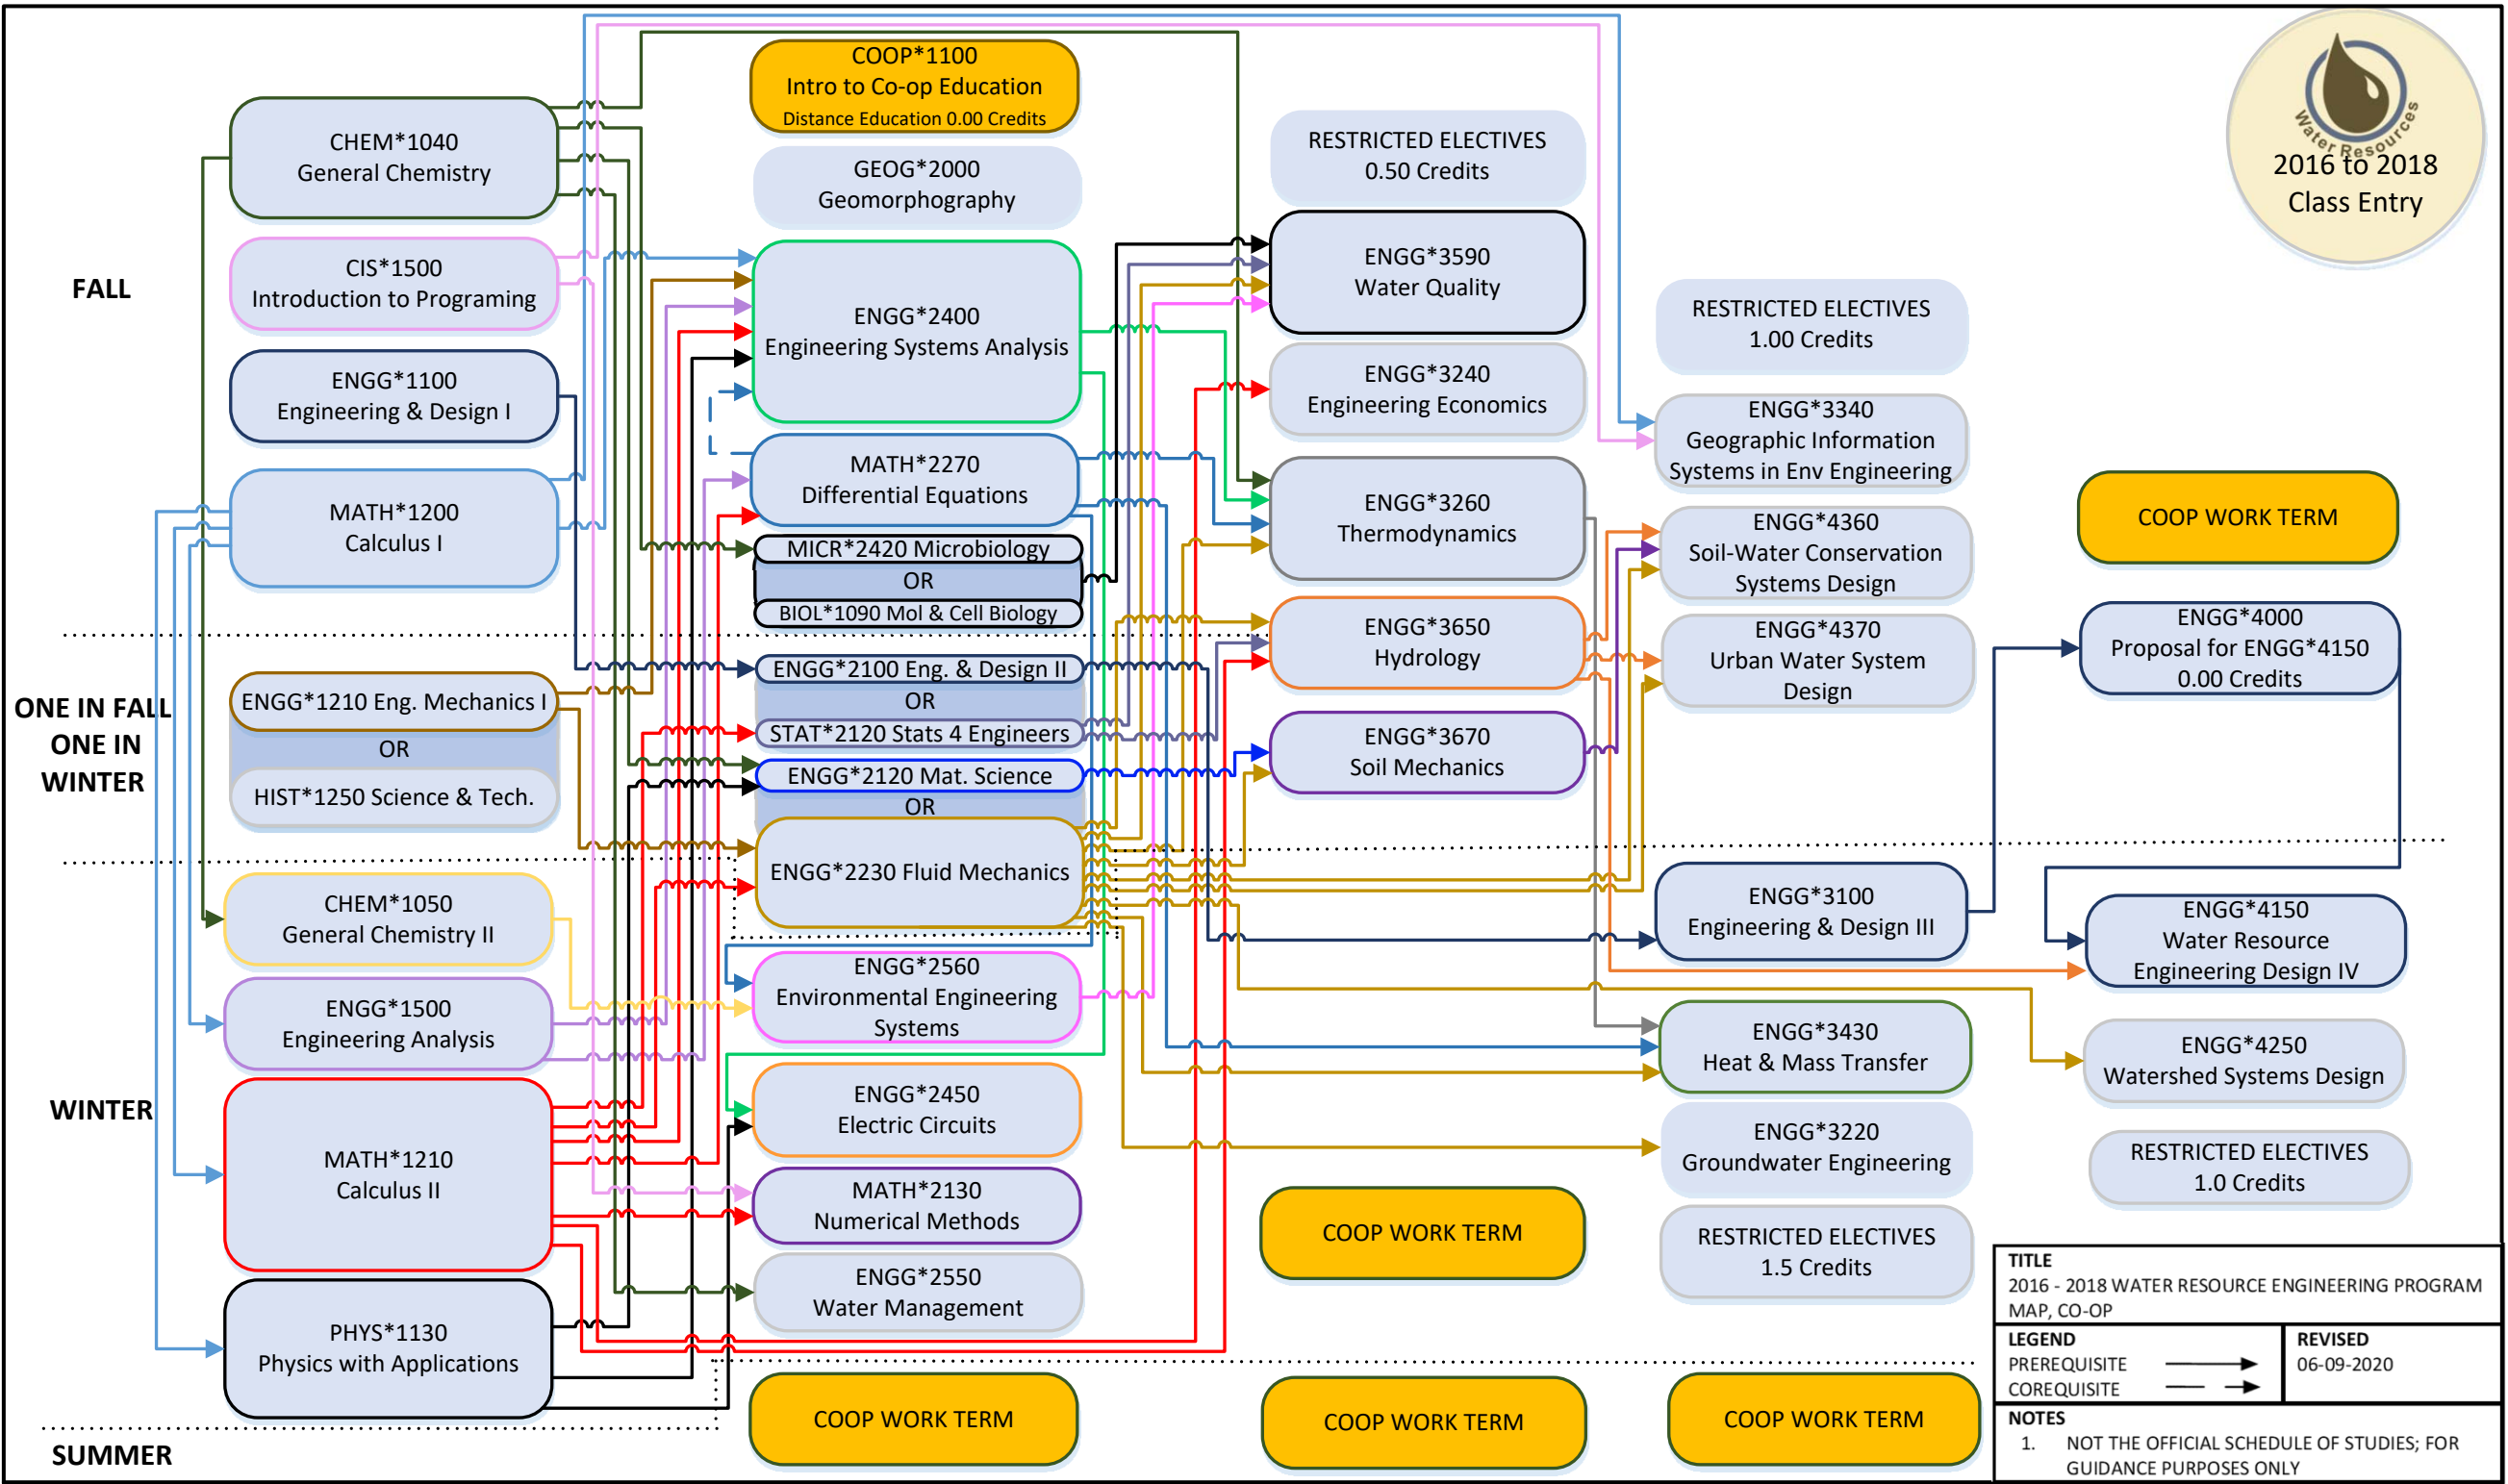 FALL
ONE IN FALL
ONE IN
WINTER
WINTER
SUMMER
CHEM*1040
General Chemistry
CIS*1500
Introduction to Programing
ENGG*1100
Engineering & Design I
MATH*1200
Calculus I
ENGG*1210 Eng. Mechanics I
OR
HIST*1250 Science & Tech.
CHEM*1050
General Chemistry II
ENGG*1500
Engineering Analysis
MATH*1210
Calculus II
PHYS*1130
Physics with Applications
COOP*1100
Intro to Co-op Education
Distance Education 0.00 Credits
GEOG*2000
Geomorphography
ENGG*2400
Engineering Systems Analysis
MATH*2270
Differential Equations
MICR*2420 Microbiology
OR
BIOL*1090 Mol & Cell Biology
ENGG*2100 Eng. & Design II
OR
STAT*2120 Stats 4 Engineers
ENGG*2120 Mat. Science
OR
ENGG*2230 Fluid Mechanics
ENGG*2560
Environmental Engineering
Systems
ENGG*2450
Electric Circuits
MATH*2130
Numerical Methods
ENGG*2550
Water Management
COOP WORK TERM
RESTRICTED ELECTIVES
0.50 Credits
ENGG*3590
Water Quality
ENGG*3240
Engineering Economics
ENGG*3260
Thermodynamics
ENGG*3650
Hydrology
ENGG*3670
Soil Mechanics
COOP WORK TERM
COOP WORK TERM
RESTRICTED ELECTIVES
1.00 Credits
ENGG*3340
Geographic Information
Systems in Env Engineering
ENGG*4360
Soil-Water Conservation
Systems Design
ENGG*4370
Urban Water System
Design
ENGG*3100
Engineering & Design III
ENGG*3430
Heat & Mass Transfer
ENGG*3220
Groundwater Engineering
RESTRICTED ELECTIVES
1.5 Credits
COOP WORK TERM
Water Resources
2016 to 2018
Class Entry
COOP WORK TERM
ENGG*4000
Proposal for ENGG*4150
0.00 Credits
ENGG*4150
Water Resource
Engineering Design IV
ENGG*4250
Watershed Systems Design
RESTRICTED ELECTIVES
1.0 Credits
TITLE
2016 - 2018 WATER RESOURCE ENGINEERING PROGRAM
MAP, CO-OP
LEGEND
PREREQUISITE
COREQUISITE
REVISED
06-09-2020
NOTES
1. NOT THE OFFICIAL SCHEDULE OF STUDIES; FOR
GUIDANCE PURPOSES ONLY